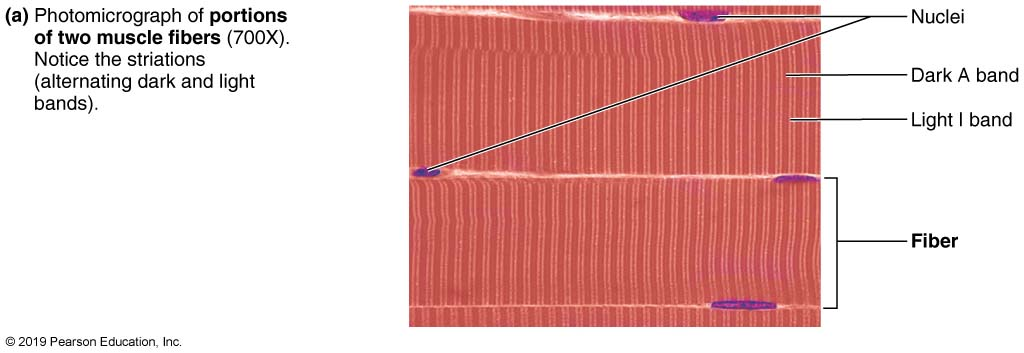 (a) Photomicrograph of portions
of two muscle fibers (700X).
Notice the striations
(alternating dark and light
bands).
Nuclei
Dark A band
Light I band
Fiber
© 2019 Pearson Education, Inc.